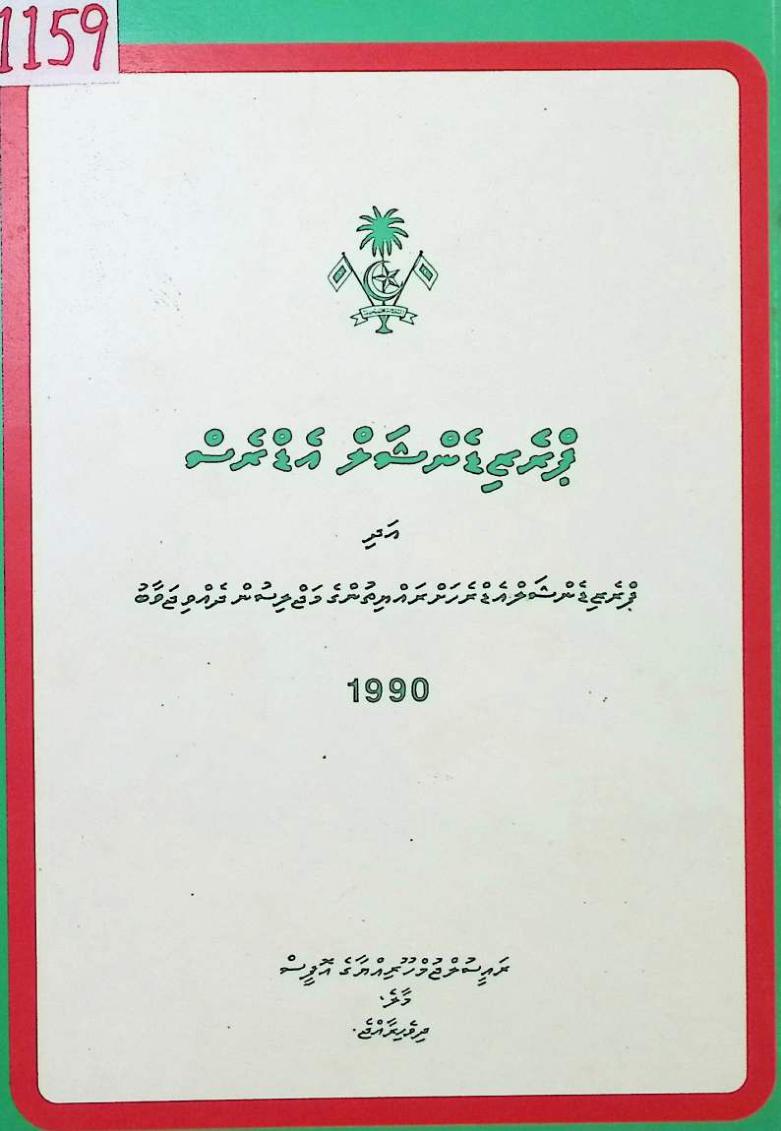 1159
ޕްރެޒިޑެންޝަލް އެޑްރެސް
އަދި
ޕްރެޒިޑެންޝަލް އެޑްރެހަށް ރައްޔިތުންގެ މަޖްލިސުން ދެއްވި ޖަވާބު
1990
ރައީސުލްޖުމްހޫރިއްޔާގެ އޮފީސް
މާލެ.
ދިވެހިރާއްޖެ.